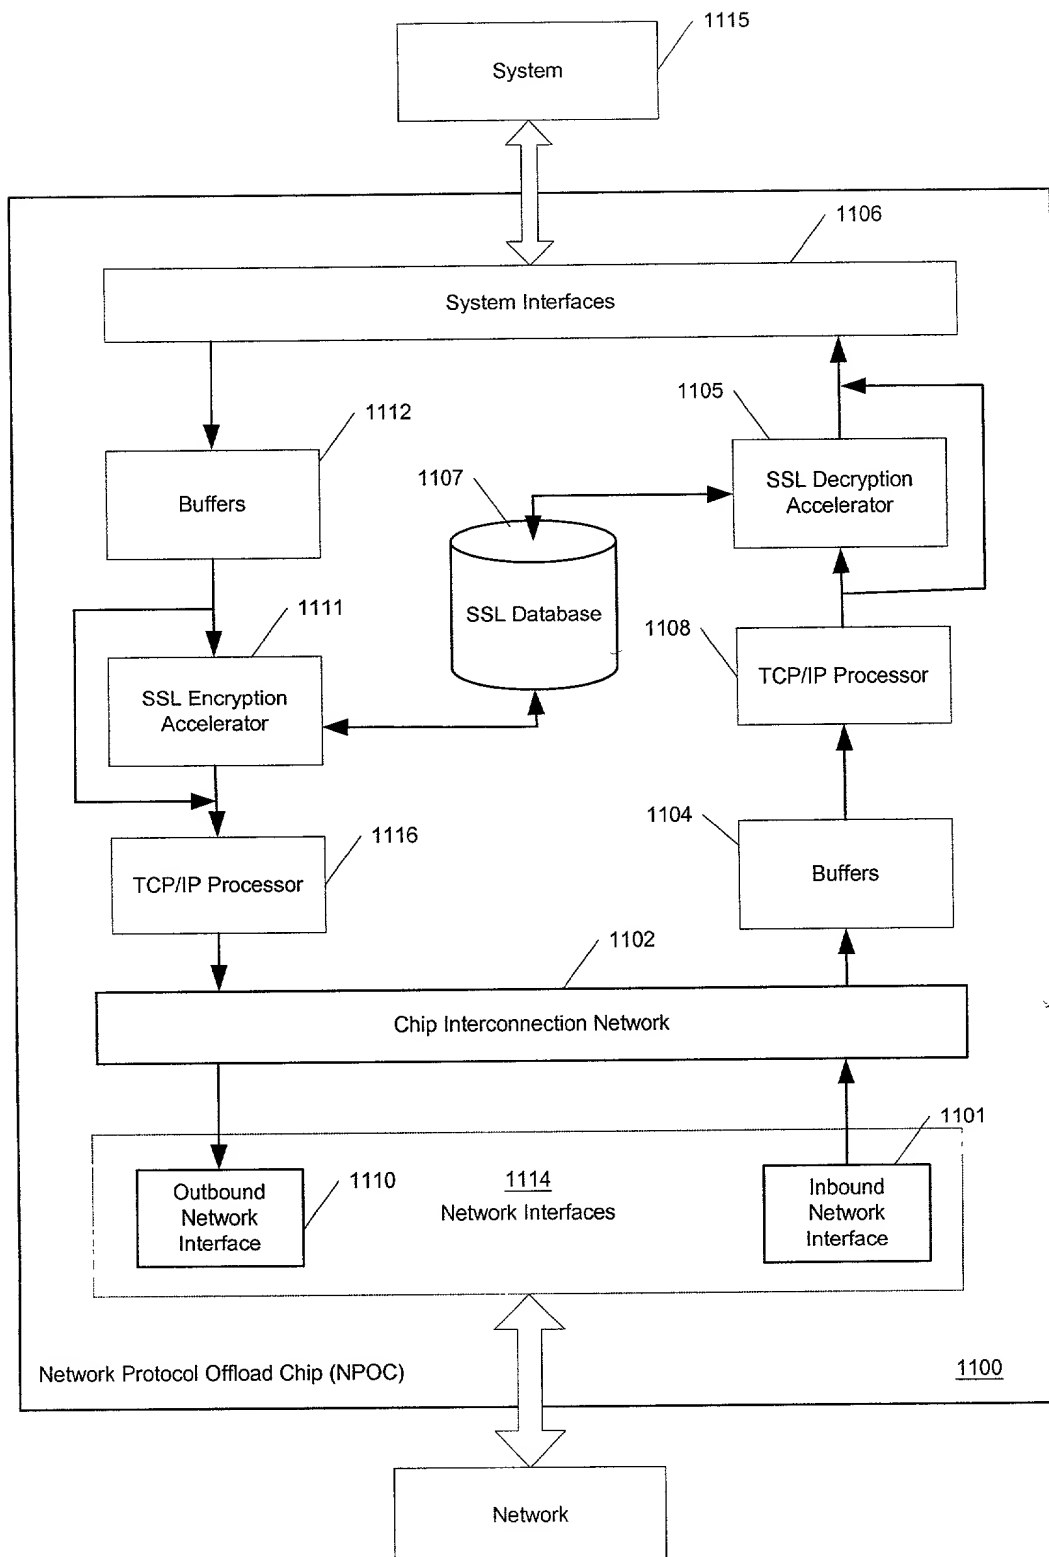 1115
System
1106
System Interfaces
1112
Buffers
1105
SSL Decryption
Accelerator
1107
SSL Database
1111
SSL Encryption
Accelerator
1108
TCP/IP Processor
1116
TCP/IP Processor
1104
Buffers
1102
Chip Interconnection Network
1101
Outbound
Network
Interface
1110
1114
Network Interfaces
Inbound
Network
Interface
Network Protocol Offload Chip (NPOC)
1100
Network